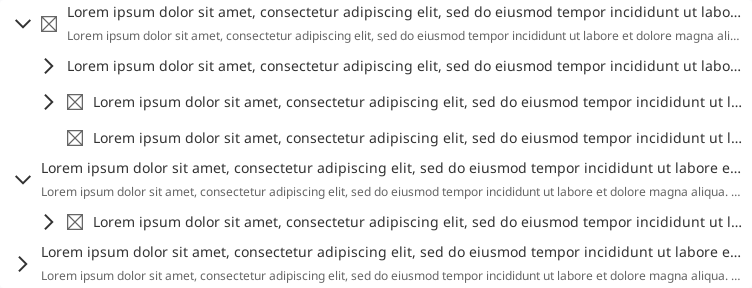 Lorem ipsum dolor sit amet, consectetur adipiscing elit, sed do eiusmod tempor incididunt ut labo...
Lorem ipsum dolor sit amet, consectetur adipiscing elit, sed do eiusmod tempor incididunt ut labore et dolore magna ali...
Lorem ipsum dolor sit amet, consectetur adipiscing elit, sed do eiusmod tempor incididunt ut labo...
Lorem ipsum dolor sit amet, consectetur adipiscing elit, sed do eiusmod tempor incididunt ut l...
Lorem ipsum dolor sit amet, consectetur adipiscing elit, sed do eiusmod tempor incididunt ut l...
Lorem ipsum dolor sit amet, consectetur adipiscing elit, sed do eiusmod tempor incididunt ut labore e...
Lorem ipsum dolor sit amet, consectetur adipiscing elit, sed do eiusmod tempor incididunt ut labore et dolore magna aliqua. ...
Lorem ipsum dolor sit amet, consectetur adipiscing elit, sed do eiusmod tempor incididunt ut l...
Lorem ipsum dolor sit amet, consectetur adipiscing elit, sed do eiusmod tempor incididunt ut labore e...
Lorem ipsum dolor sit amet, consectetur adipiscing elit, sed do eiusmod tempor incididunt ut labore et dolore magna aliqua. ...